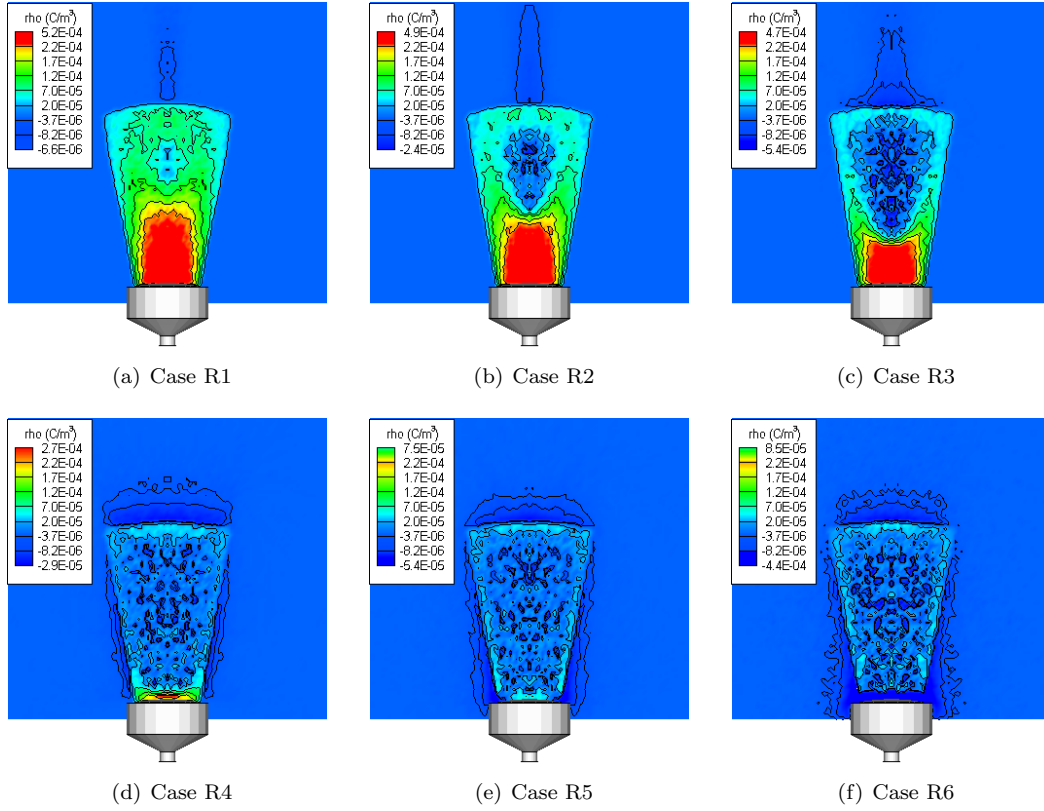 rho (C/m³)
5.2E-04
2.2E-04
1.7E-04
1.2E-04
7.0E-05
2.0E-05
-3.7E-06
-8.2E-06
-6.6E-06
rho (C/m³)
4.9E-04
2.2E-04
1.7E-04
1.2E-04
7.0E-05
2.0E-05
-3.7E-06
-8.2E-06
-2.4E-05
rho (C/m³)
4.7E-04
2.2E-04
1.7E-04
1.2E-04
7.0E-05
2.0E-05
-3.7E-06
-8.2E-06
-5.4E-05
(a) Case R1
(b) Case R2
(c) Case R3
rho (C/m³)
2.7E-04
2.2E-04
1.7E-04
1.2E-04
7.0E-05
2.0E-05
-3.7E-06
-8.2E-06
-2.9E-05
rho (C/m³)
7.5E-05
2.2E-04
1.7E-04
1.2E-04
7.0E-05
2.0E-05
-3.7E-06
-8.2E-06
-5.4E-05
rho (C/m³)
8.5E-05
2.2E-04
1.7E-04
1.2E-04
7.0E-05
2.0E-05
-3.7E-06
-8.2E-06
-4.4E-04
(d) Case R4
(e) Case R5
(f) Case R6